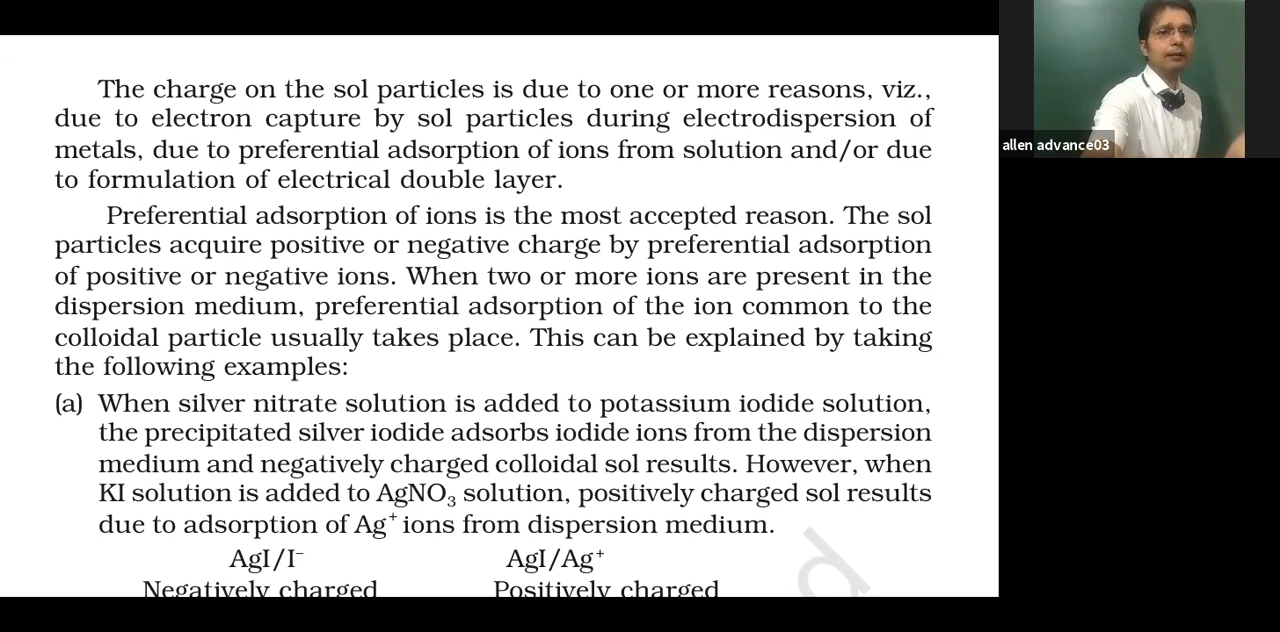 The charge on the sol particles is due to one or more reasons, viz.,
due to electron capture by sol particles during electrodispersion of
metals, due to preferential adsorption of ions from solution and/or due
to formulation of electrical double layer.
Preferential adsorption of ions is the most accepted reason. The sol
particles acquire positive or negative charge by preferential adsorption
of positive or negative ions. When two or more ions are present in the
dispersion medium, preferential adsorption of the ion common to the
colloidal particle usually takes place. This can be explained by taking
the following examples:
(a) When silver nitrate solution is added to potassium iodide solution,
the precipitated silver iodide adsorbs iodide ions from the dispersion
medium and negatively charged colloidal sol results. However, when
KI solution is added to AgNO₃ solution, positively charged sol results
due to adsorption of Ag⁺ ions from dispersion medium.
AgI/I⁻ AgI/Ag⁺
Negatively charged Positively charged
d
allen advance03